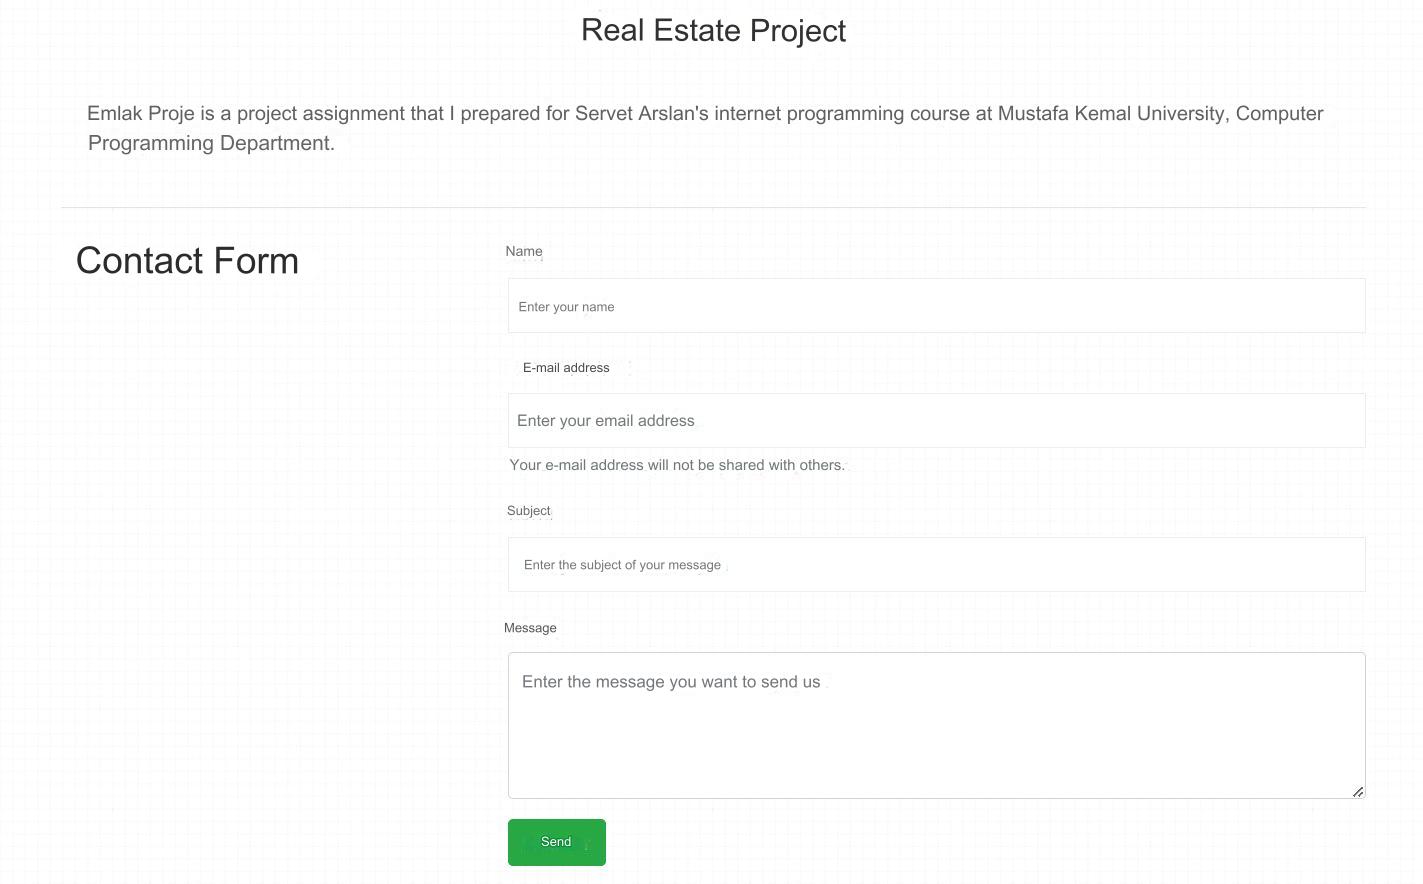 Real Estate Project
Emlak Proje is a project assignment that I prepared for Servet Arslan's internet programming course at Mustafa Kemal University, Computer
Programming Department.
Contact Form
Name
Enter your name
E-mail address
Enter your email address
Your e-mail address will not be shared with others.
Subject
Enter the subject of your message
Message
Enter the message you want to send us
Send